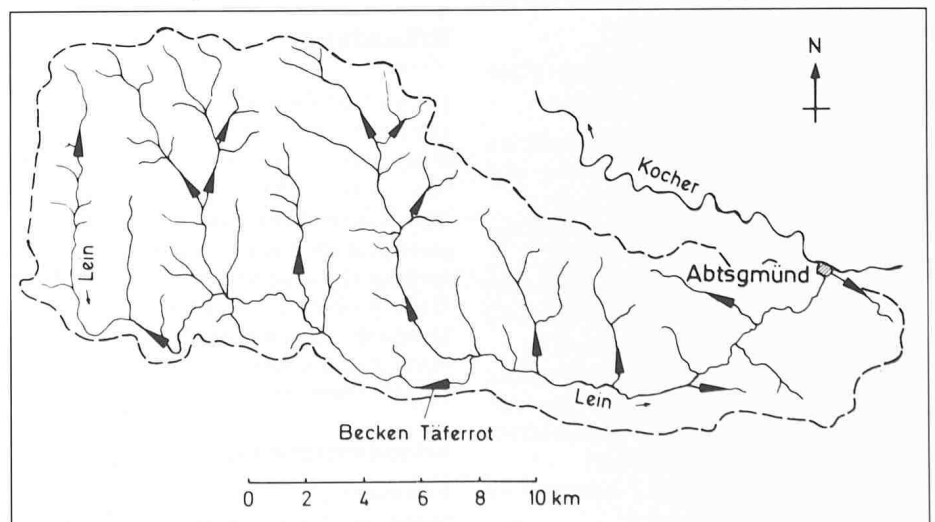 N
Kocher
Abtsgmünd
Lein
Lein
Becken Täferrot
0 2 4 6 8 10 km